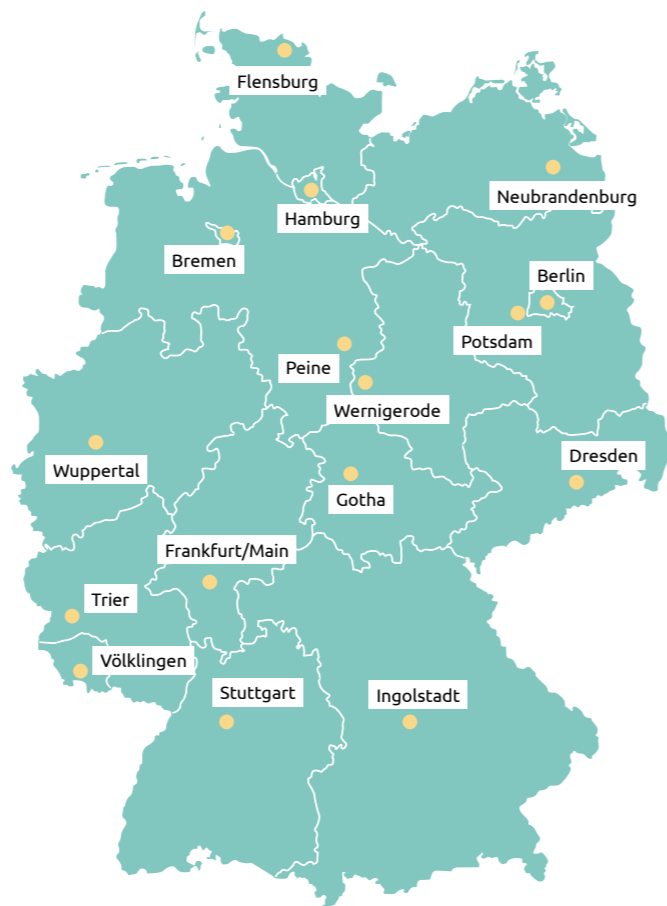 Flensburg
Neubrandenburg
Hamburg
Bremen
Berlin
Potsdam
Peine
Wernigerode
Dresden
Wuppertal
Gotha
Frankfurt/Main
Trier
Völklingen
Stuttgart
Ingolstadt